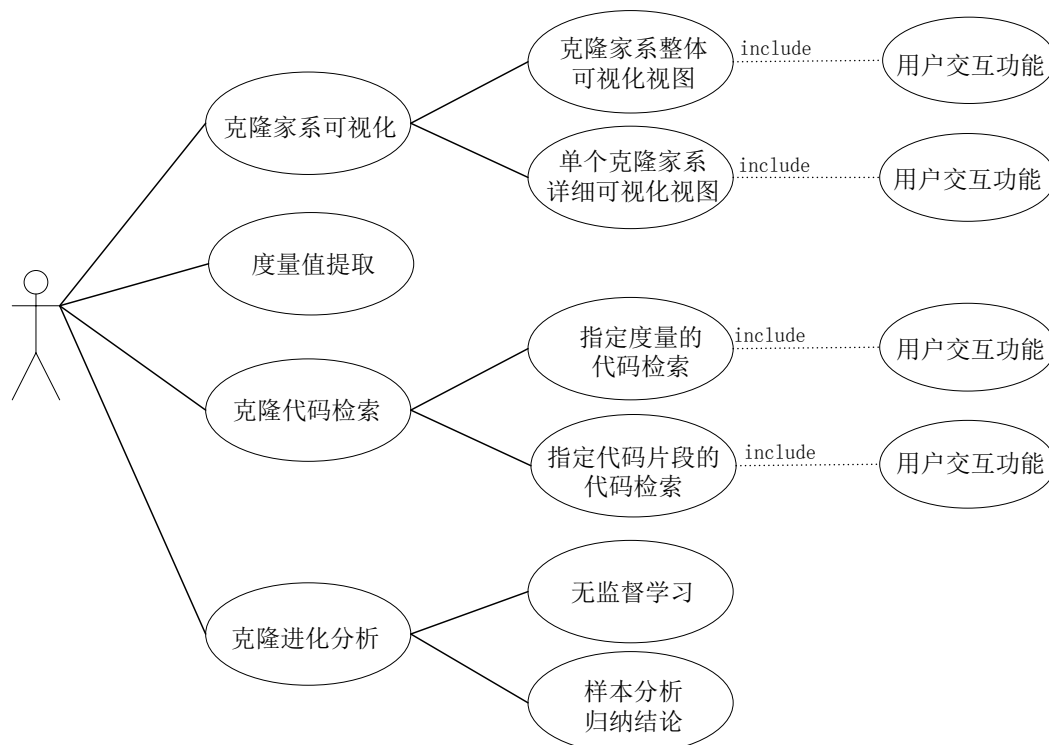 克隆家系整体
可视化视图
include
用户交互功能
克隆家系可视化
单个克隆家系
详细可视化视图
include
用户交互功能
度量值提取
指定度量的
代码检索
include
用户交互功能
克隆代码检索
指定代码片段的
代码检索
include
用户交互功能
无监督学习
克隆进化分析
样本分析
归纳结论